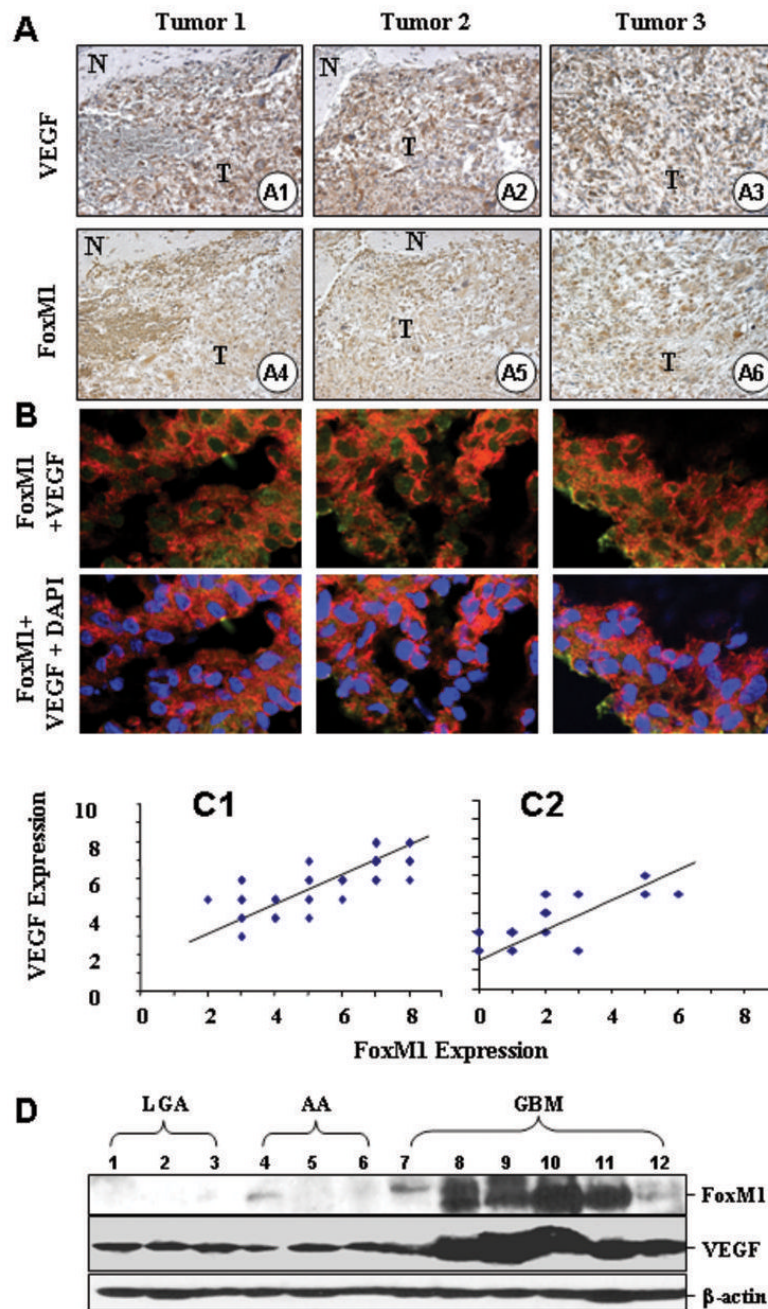 A
Tumor 1 Tumor 2 Tumor 3
VEGF
N
T
A1
N
T
A2
T
A3
FoxM1
N
T
A4
N
T
A5
T
A6
B
FoxM1
+VEGF
FoxM1+
VEGF + DAPI
C1
C2
VEGF Expression
10
8
6
4
2
0
0 2 4 6 8
0 2 4 6 8
FoxM1 Expression
D
LGA AA GBM
1 2 3 4 5 6 7 8 9 10 11 12
FoxM1
VEGF
β-actin